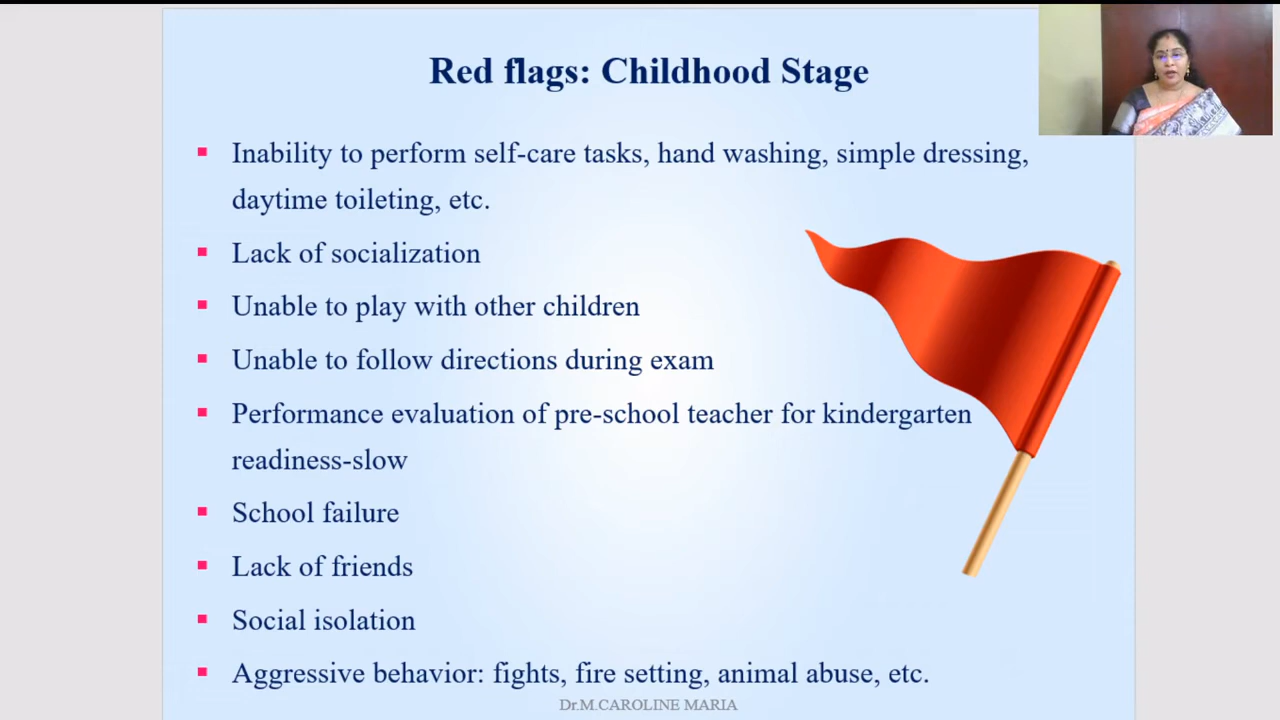 Red flags: Childhood Stage
Inability to perform self-care tasks, hand washing, simple dressing,
daytime toileting, etc.
Lack of socialization
Unable to play with other children
Unable to follow directions during exam
Performance evaluation of pre-school teacher for kindergarten
readiness-slow
School failure
Lack of friends
Social isolation
Aggressive behavior: fights, fire setting, animal abuse, etc.
Dr.M.CAROLINE MARIA